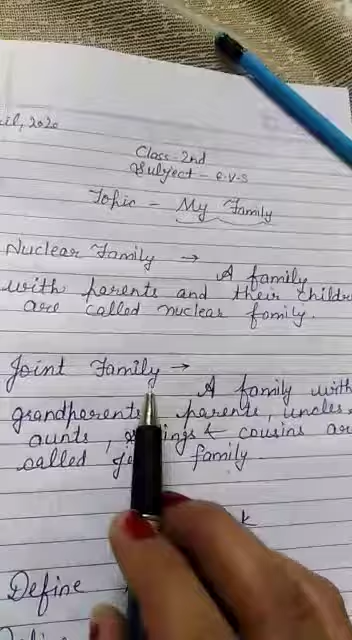 2020
Class-2nd
Subject - E.V.S
Topic - My Family
Nuclear Family →
A family
with parents and their
are called nuclear family.
Joint Family →
A family with
grandparents, parents, uncles,
aunts, & cousins are
called family
Define